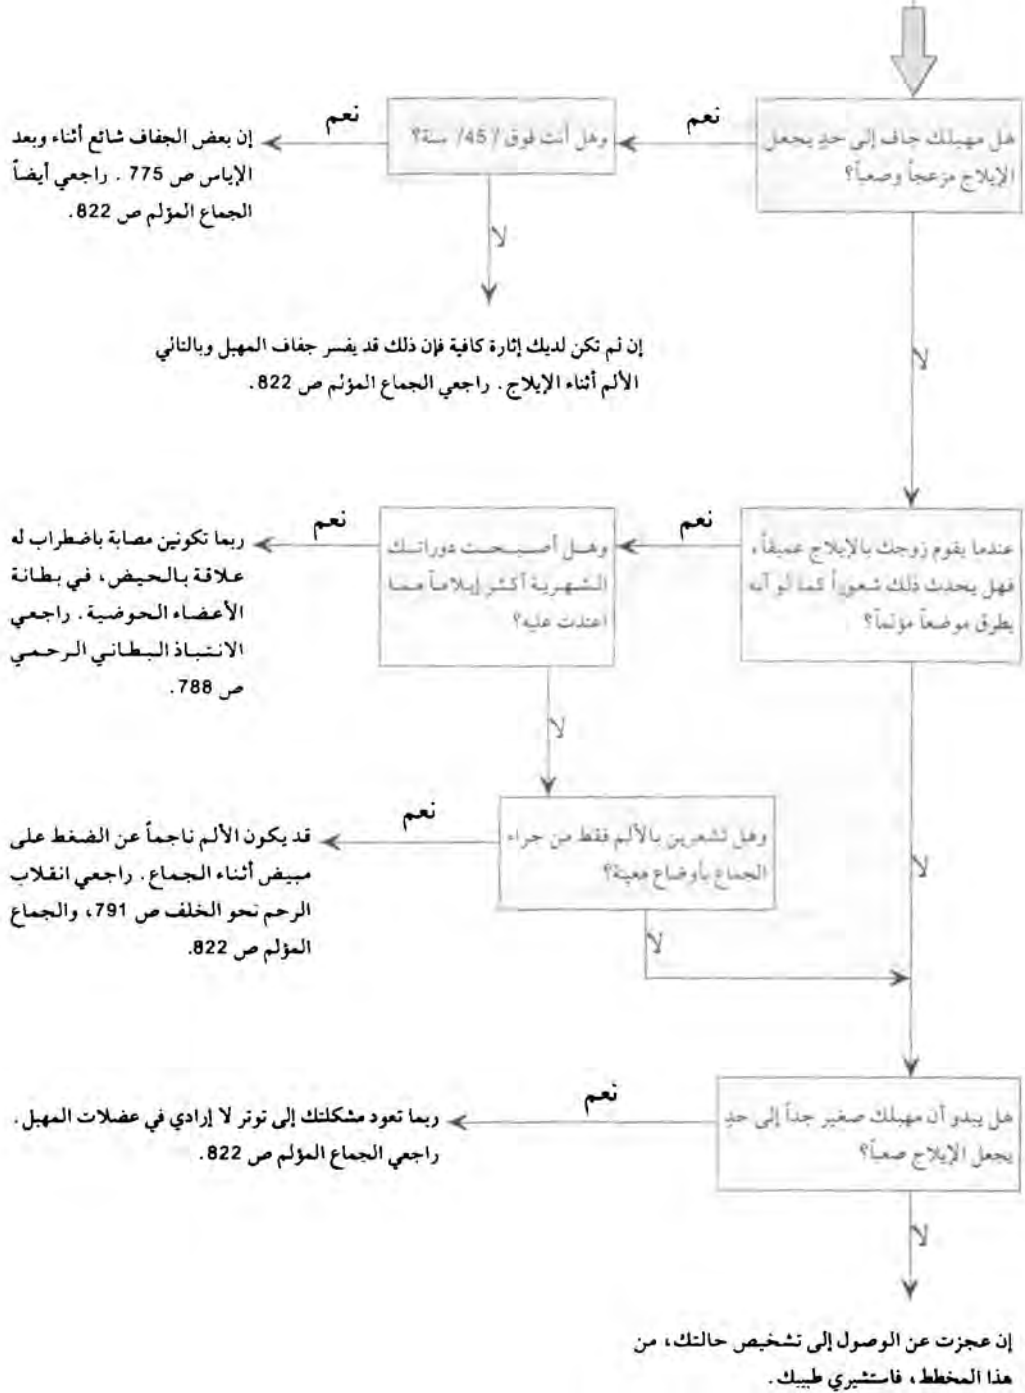 هل مهبلك جاف إلى حدٍ يجعل
الإيلاج مزعجاً وصعباً؟
نعم
وهل أنت فوق /45/ سنة؟
نعم
إن بعض الجفاف شائع أثناء وبعد
الإياس ص 775 . راجعي أيضاً
الجماع المؤلم ص 822.
لا
إن لم تكن لديك إثارة كافية فإن ذلك قد يفسر جفاف المهبل وبالتالي
الألم أثناء الإيلاج . راجعي الجماع المؤلم ص 822.
لا
عندما يقوم زوجك بالإيلاج عميقاً،
فهل يحدث ذلك شعوراً كما لو أنه
يطرق موضعاً مؤلماً؟
نعم
وهل أصبحت دوراتك
الشهرية أكثر إيلاماً مما
اعتدت عليه؟
نعم
ربما تكونين مصابة باضطراب له
علاقة بالحيض، في بطانة
الأعضاء الحوضية . راجعي
الانتباذ البطاني الرحمي
ص 788.
لا
وهل تشعرين بالألم فقط من جراء
الجماع بأوضاع معينة؟
نعم
قد يكون الألم ناجماً عن الضغط على
مبيض أثناء الجماع . راجعي انقلاب
الرحم نحو الخلف ص 791، والجماع
المؤلم ص 822.
لا
لا
هل يبدو أن مهبلك صغير جداً إلى حدٍ
يجعل الإيلاج صعباً؟
نعم
ربما تعود مشكلتك إلى توتر لا إرادي في عضلات المهبل .
راجعي الجماع المؤلم ص 822.
لا
إن عجزت عن الوصول إلى تشخيص حالتك، من
هذا المخطط، فاستشيري طبيبك .